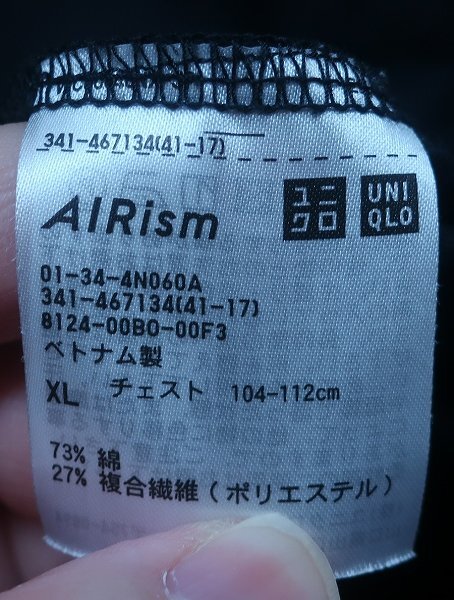 341-467134(41-17)
AIRism
ユニ
クロ
UNI
QLO
01-34-4N060A
341-467134(41-17)
8124-00B0-00F3
ベトナム製
XL チェスト 104-112cm
73% 綿
27% 複合繊維(ポリエステル)